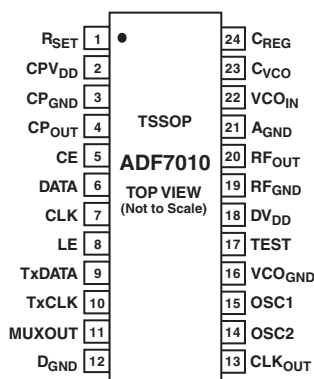 RSET 1 24 CREG
CPVDD 2 23 CVCO
CPGND 3 22 VCOIN
CPOUT 4 TSSOP 21 AGND
CE 5 ADF7010 20 RFOUT
DATA 6 TOP VIEW 19 RFGND
CLK 7 (Not to Scale) 18 DVDD
LE 8 17 TEST
TxDATA 9 16 VCOGND
TxCLK 10 15 OSC1
MUXOUT 11 14 OSC2
DGND 12 13 CLKOUT